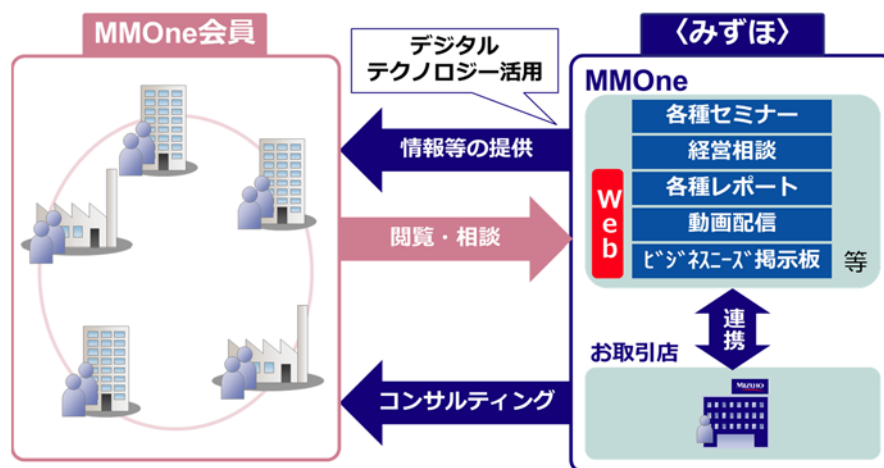 MMOne会員
デジタル
テクノロジー活用
〈みずほ〉
MMOne
情報等の提供
各種セミナー
経営相談
各種レポート
動画配信
ﾋﾞｼﾞﾈｽﾆｰｽﾞ掲示板
等
Web
閲覧・相談
連携
お取引店
コンサルティング
MIZUHO